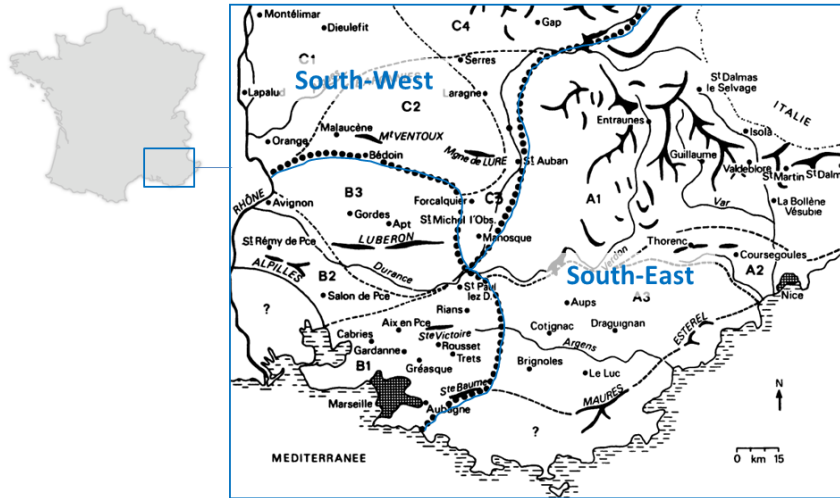 Montélimar
Dieulefit
C4
Gap
C1
Serres
South-West
St Dalmas
le Selvage
Lapalud
C2
Laragne
ITALIE
Entraunes
Malaucène
Mt VENTOUX
Isola
Orange
Bédoin
Mgne de LURE
St Auban
Guillaume
Valdeblore
St Martin
St Dalm
B3
Forcalquier
C3
A1
La Bollène
Vésubie
RHÔNE
Avignon
Gordes
Apt
St Michel l'Obs.
Var
LUBERON
Manosque
Thorenc
St Rémy de Pce
Verdon
Coursegoules
ALPILLES
Durance
South-East
A2
B2
St Paul
lez D.
Nice
Salon de Pce
Aups
A3
?
Rians
Aix en Pce
Cabries
Ste Victoire
Cotignac
Draguignan
ESTEREL
Rousset
Argens
Gardanne
Trets
B1
Gréasque
Brignoles
Le Luc
Ste Baume
MAURES
N
Marseille
Aubagne
?
MEDITERRANEE
0 km 15